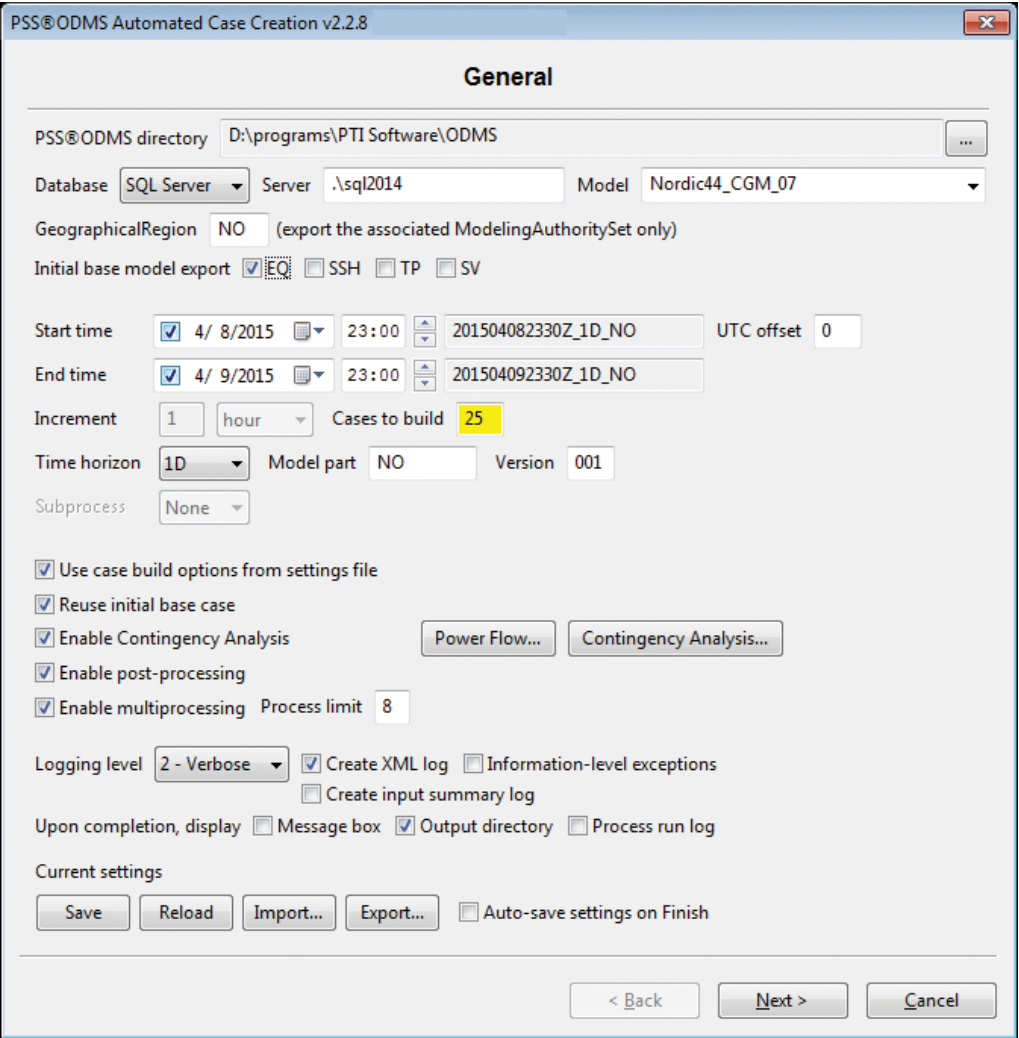 PSS®ODMS Automated Case Creation v2.2.8
General
PSS®ODMS directory D:\programs\PTI Software\ODMS ...
Database SQL Server Server .\sql2014 Model Nordic44_CGM_07
GeographicalRegion NO (export the associated ModelingAuthoritySet only)
Initial base model export EQ SSH TP SV
Start time 4/ 8/2015 23:00 201504082330Z_1D_NO UTC offset 0
End time 4/ 9/2015 23:00 201504092330Z_1D_NO
Increment 1 hour Cases to build 25
Time horizon 1D Model part NO Version 001
Subprocess None
Use case build options from settings file
Reuse initial base case
Enable Contingency Analysis Power Flow... Contingency Analysis...
Enable post-processing
Enable multiprocessing Process limit 8
Logging level 2 - Verbose Create XML log Information-level exceptions
Create input summary log
Upon completion, display Message box Output directory Process run log
Current settings
Save Reload Import... Export... Auto-save settings on Finish
< Back Next > Cancel